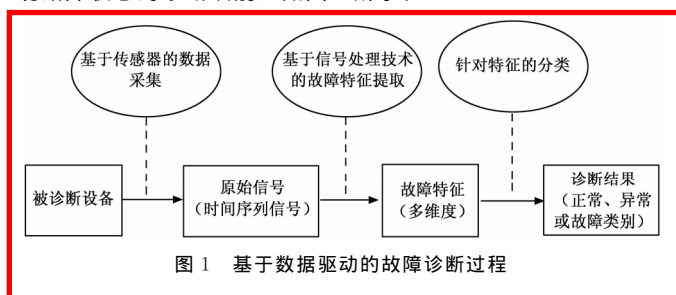 基于传感器的数据
采集
基于信号处理技术
的故障特征提取
针对特征的分类
被诊断设备
原始信号
(时间序列信号)
故障特征
(多维度)
诊断结果
(正常、异常
或故障类别)
图 1 基于数据驱动的故障诊断过程